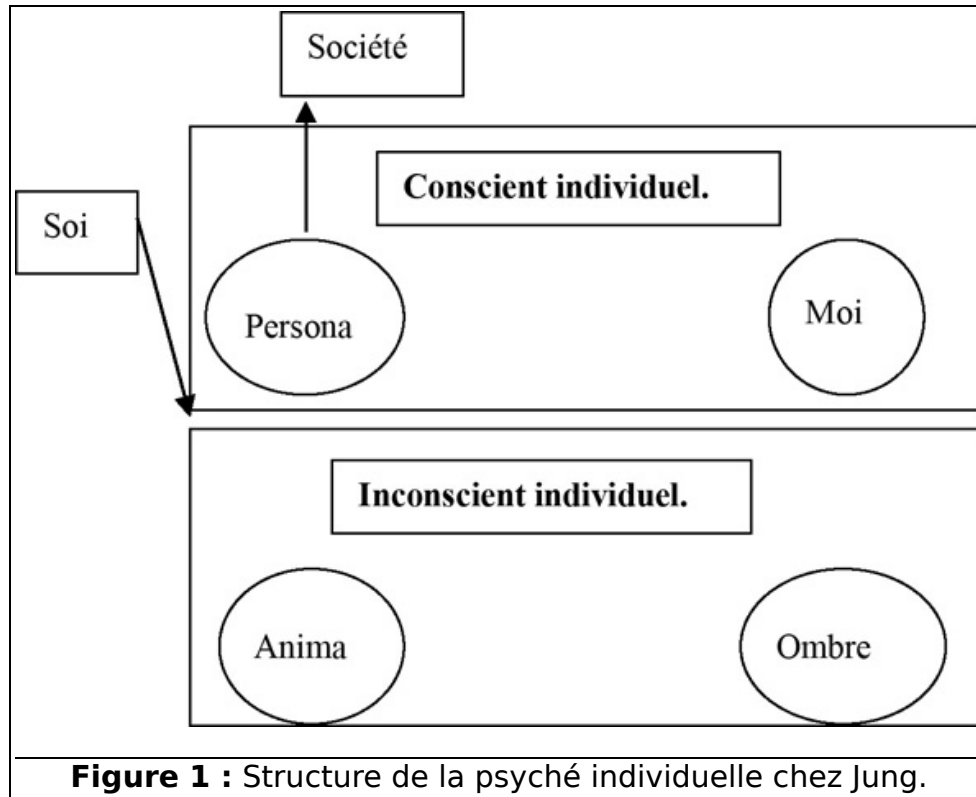 Société
Conscient individuel.
Soi
Persona
Moi
Inconscient individuel.
Anima
Ombre
Figure 1 : Structure de la psyché individuelle chez Jung.